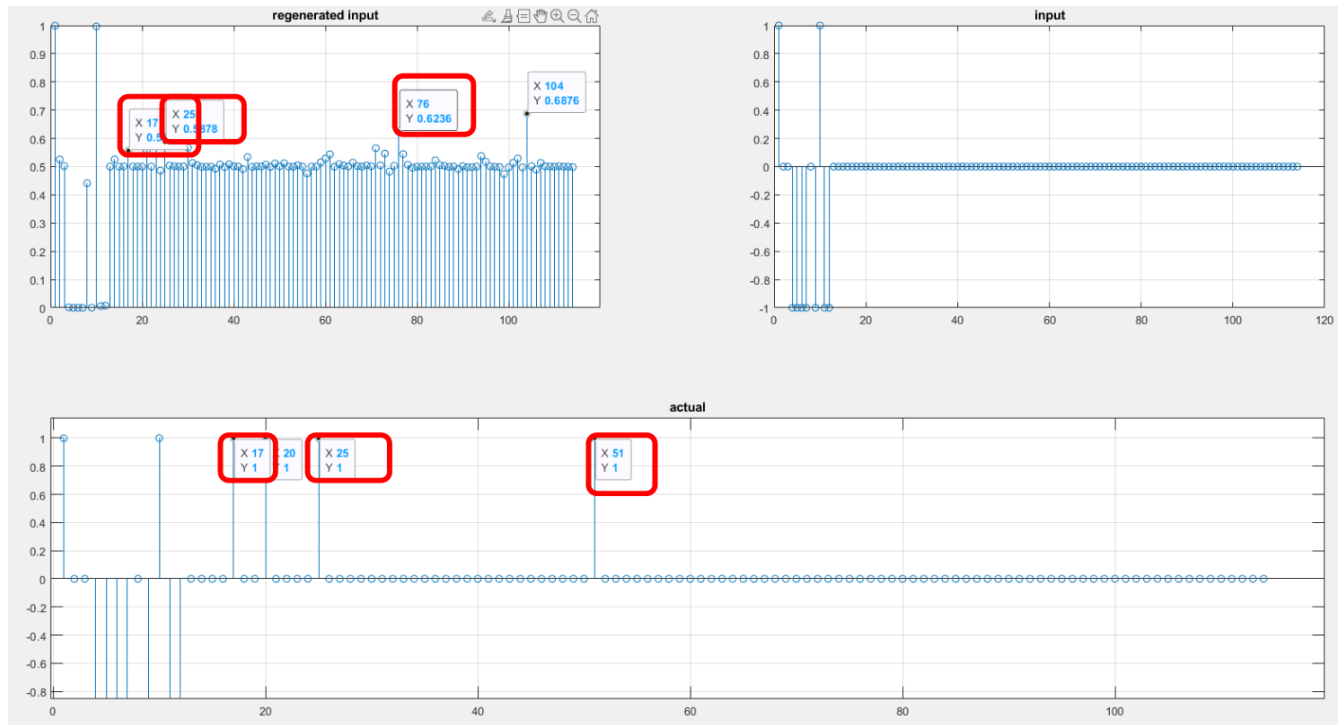 regenerated input
1
0.9
0.8
0.7
0.6
0.5
0.4
0.3
0.2
0.1
0
X 17
Y 0.5
X 25
Y 0.5878
X 76
Y 0.6236
X 104
Y 0.6876
0 20 40 60 80 100
input
1
0.8
0.6
0.4
0.2
0
-0.2
-0.4
-0.6
-0.8
-1
0 20 40 60 80 100 120
actual
1
0.8
0.6
0.4
0.2
0
-0.2
-0.4
-0.6
-0.8
X 17
Y 1
X 20
Y 1
X 25
Y 1
X 51
Y 1
0 20 40 60 80 100